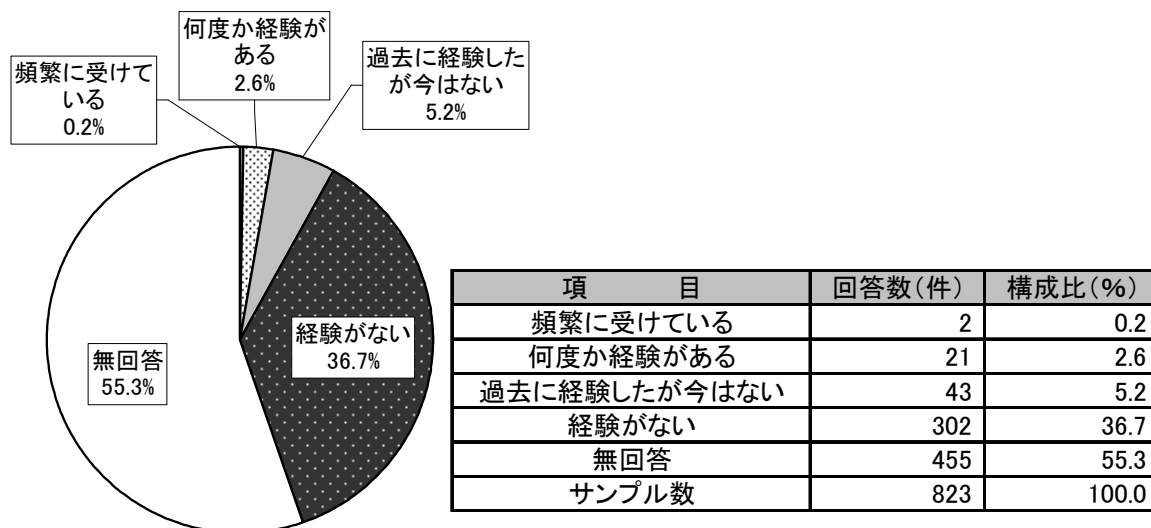 何度か経験が
ある
2.6%
頻繁に受けて
いる
0.2%
過去に経験した
が今はない
5.2%
経験がない
36.7%
無回答
55.3%
項 目 回答数(件) 構成比(%)
頻繁に受けている 2 0.2
何度か経験がある 21 2.6
過去に経験したが今はない 43 5.2
経験がない 302 36.7
無回答 455 55.3
サンプル数 823 100.0